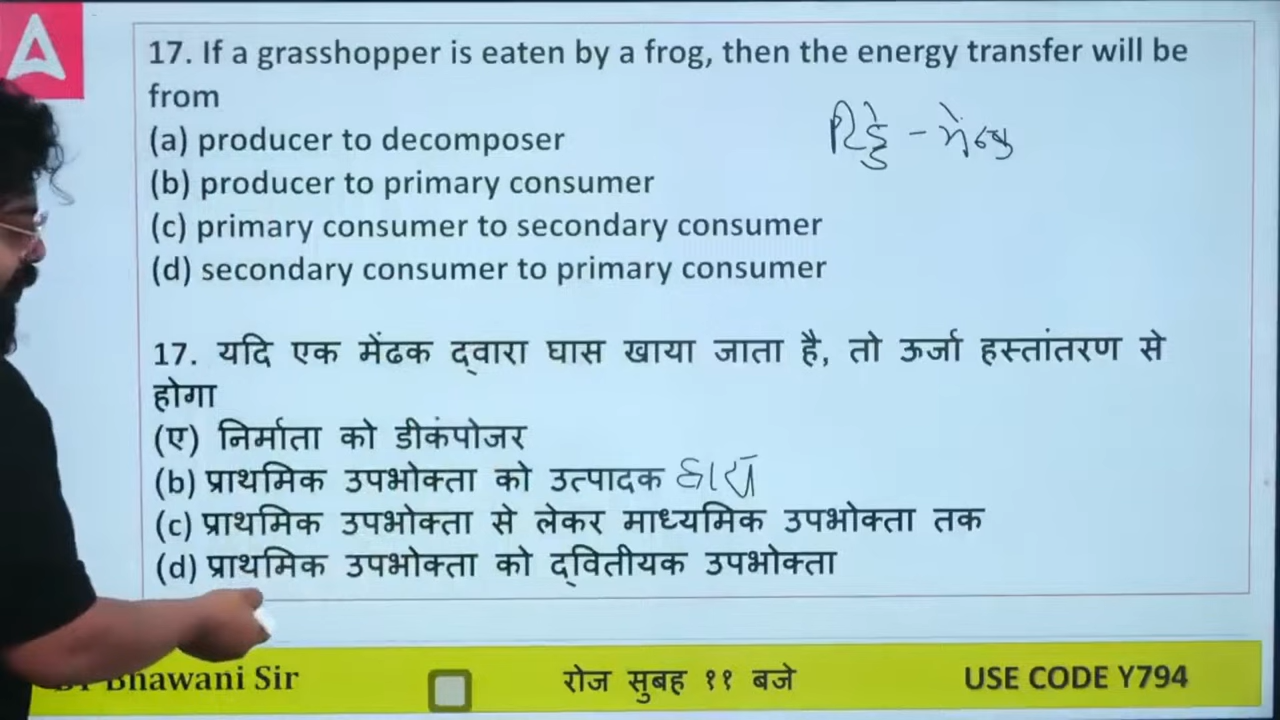 17. If a grasshopper is eaten by a frog, then the energy transfer will be
from
(a) producer to decomposer
(b) producer to primary consumer
(c) primary consumer to secondary consumer
(d) secondary consumer to primary consumer
17. यदि एक मेंढक द्वारा घास खाया जाता है, तो ऊर्जा हस्तांतरण से
होगा
(ए) निर्माता को डीकंपोजर
(b) प्राथमिक उपभोक्ता को उत्पादक
(c) प्राथमिक उपभोक्ता से लेकर माध्यमिक उपभोक्ता तक
(d) प्राथमिक उपभोक्ता को द्वितीयक उपभोक्ता
Bhawani Sir
रोज सुबह ११ बजे
USE CODE Y794